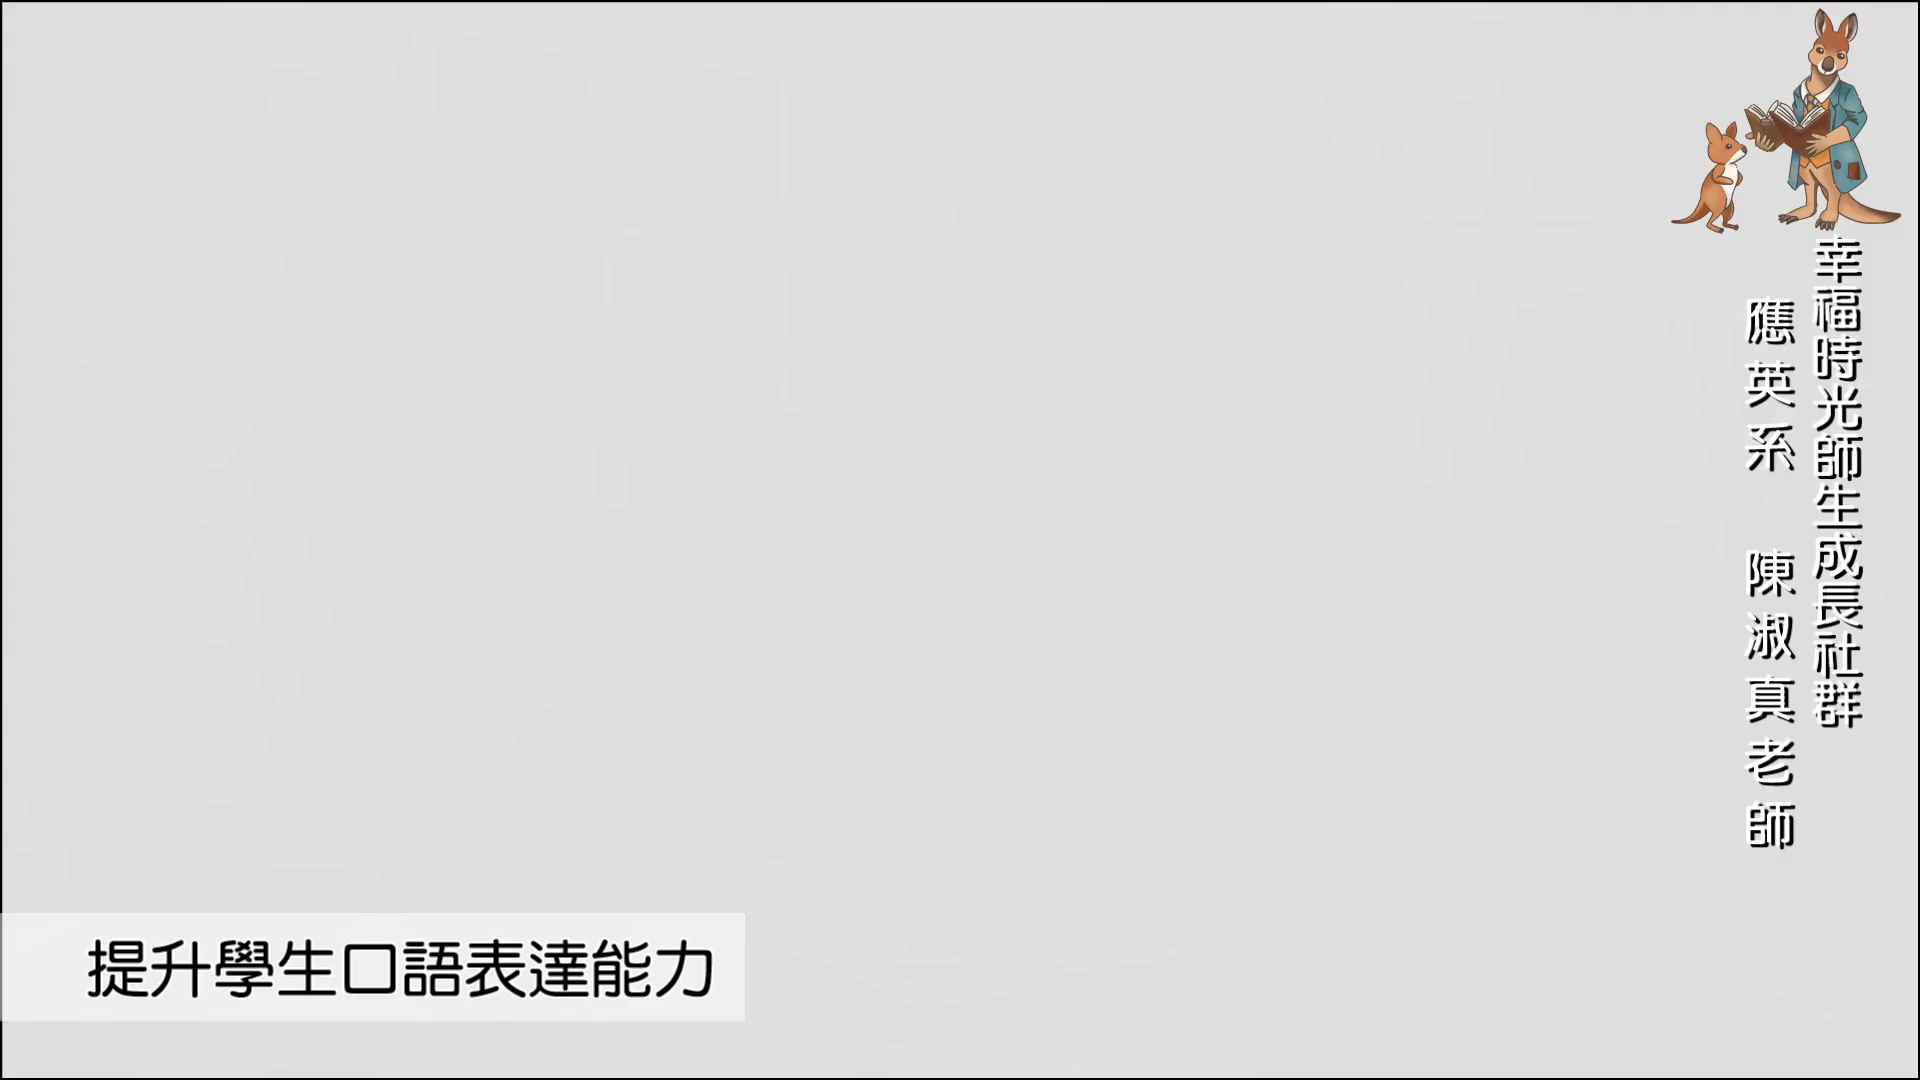 幸福時光師生成長社群
應英系 陳淑真老師
提升學生口語表達能力